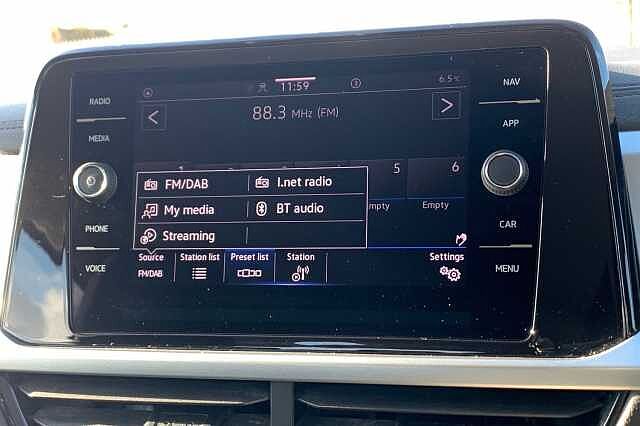 11:59 6.5°C
88.3 MHz (FM)
RADIO
MEDIA
PHONE
VOICE
NAV
APP
CAR
MENU
5 6
mpty Empty
FM/DAB I.net radio
My media BT audio
Streaming
Source Station list Preset list Station Settings
FM/DAB